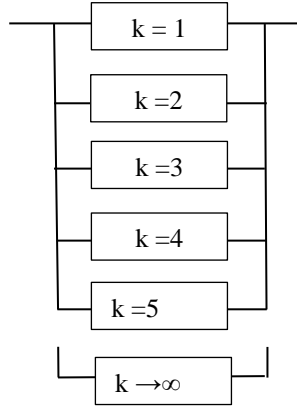 k = 1
k =2
k =3
k =4
k =5
k →∞